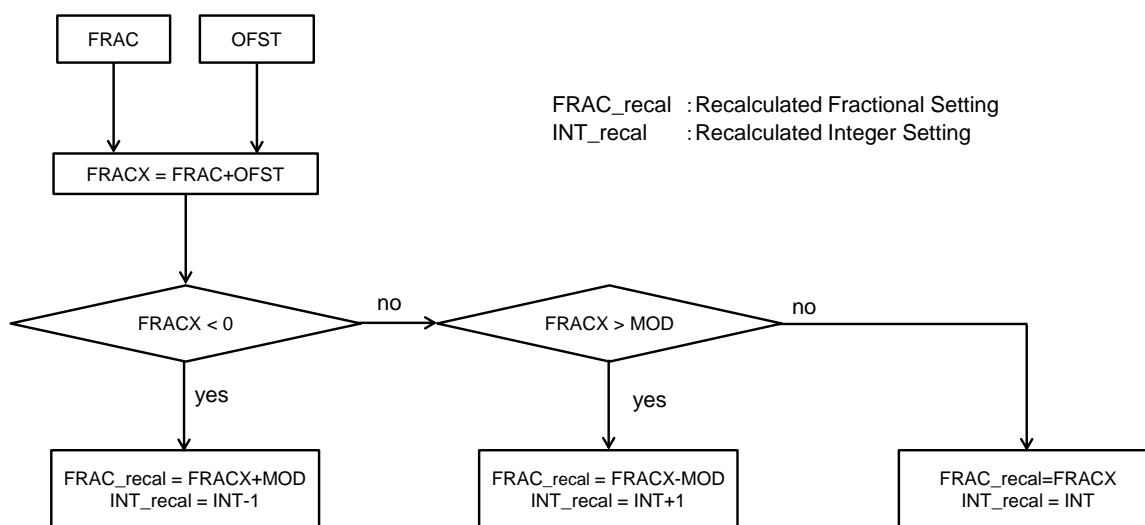 FRAC
OFST
FRAC_recal :Recalculated Fractional Setting
INT_recal :Recalculated Integer Setting
FRACX = FRAC+OFST
FRACX < 0
no
FRACX > MOD
no
yes
yes
FRAC_recal = FRACX+MOD
INT_recal = INT-1
FRAC_recal = FRACX-MOD
INT_recal = INT+1
FRAC_recal=FRACX
INT_recal = INT